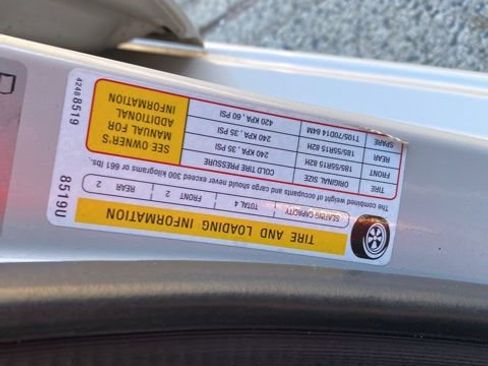 TIRE AND LOADING INFORMATION
SEATING CAPACITY TOTAL 4 FRONT 2 REAR 2
The combined weight of occupants and cargo should never exceed 300 kilograms or 661 lbs.
TIRE ORIGINAL SIZE COLD TIRE PRESSURE
FRONT 185/55R15 82H 240 KPA, 35 PSI
REAR 185/55R15 82H 240 KPA, 35 PSI
SPARE T105/70D14 84M 420 KPA, 60 PSI
SEE OWNER'S
MANUAL FOR
ADDITIONAL
INFORMATION
8519U
4248 8519